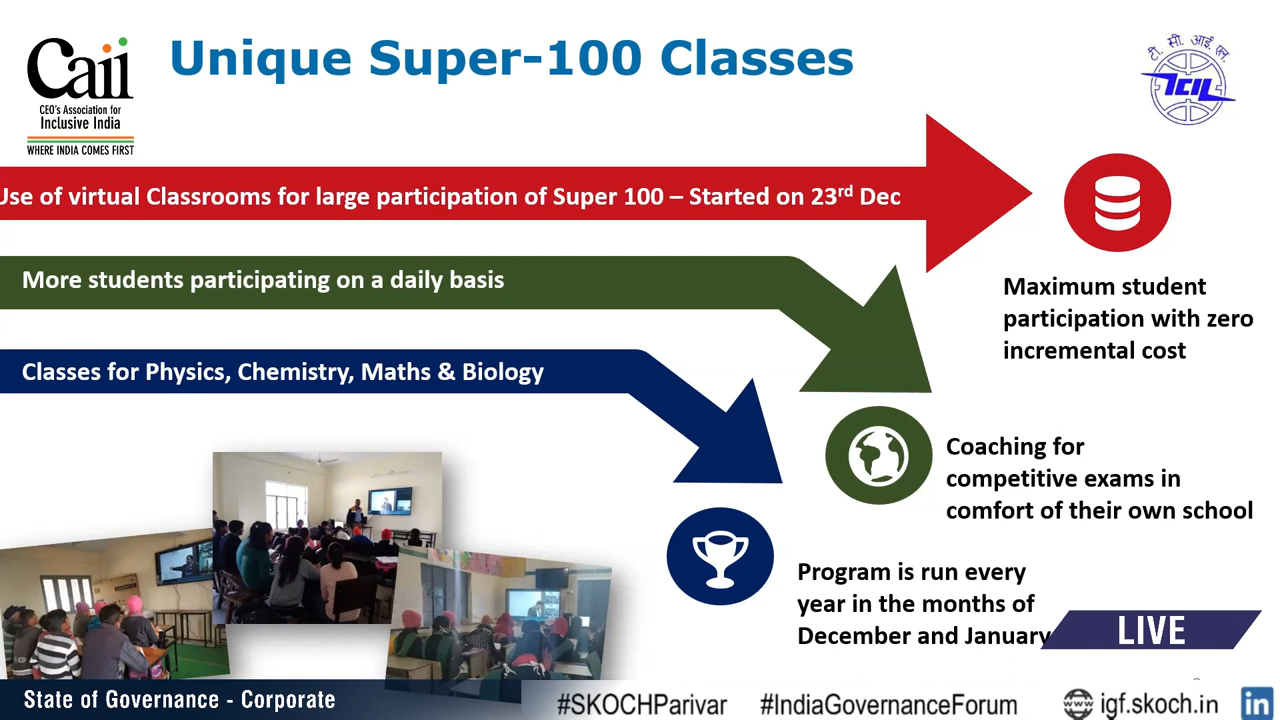 Caii
CEO's Association for
Inclusive India
WHERE INDIA COMES FIRST
Unique Super-100 Classes
टी. सी. आई. एल.
TCIL
Use of virtual Classrooms for large participation of Super 100 – Started on 23rd Dec
More students participating on a daily basis
Classes for Physics, Chemistry, Maths & Biology
Maximum student
participation with zero
incremental cost
Coaching for
competitive exams in
comfort of their own school
Program is run every
year in the months of
December and January
LIVE
State of Governance - Corporate
#SKOCHParivar
#IndiaGovernanceForum
igf.skoch.in
in